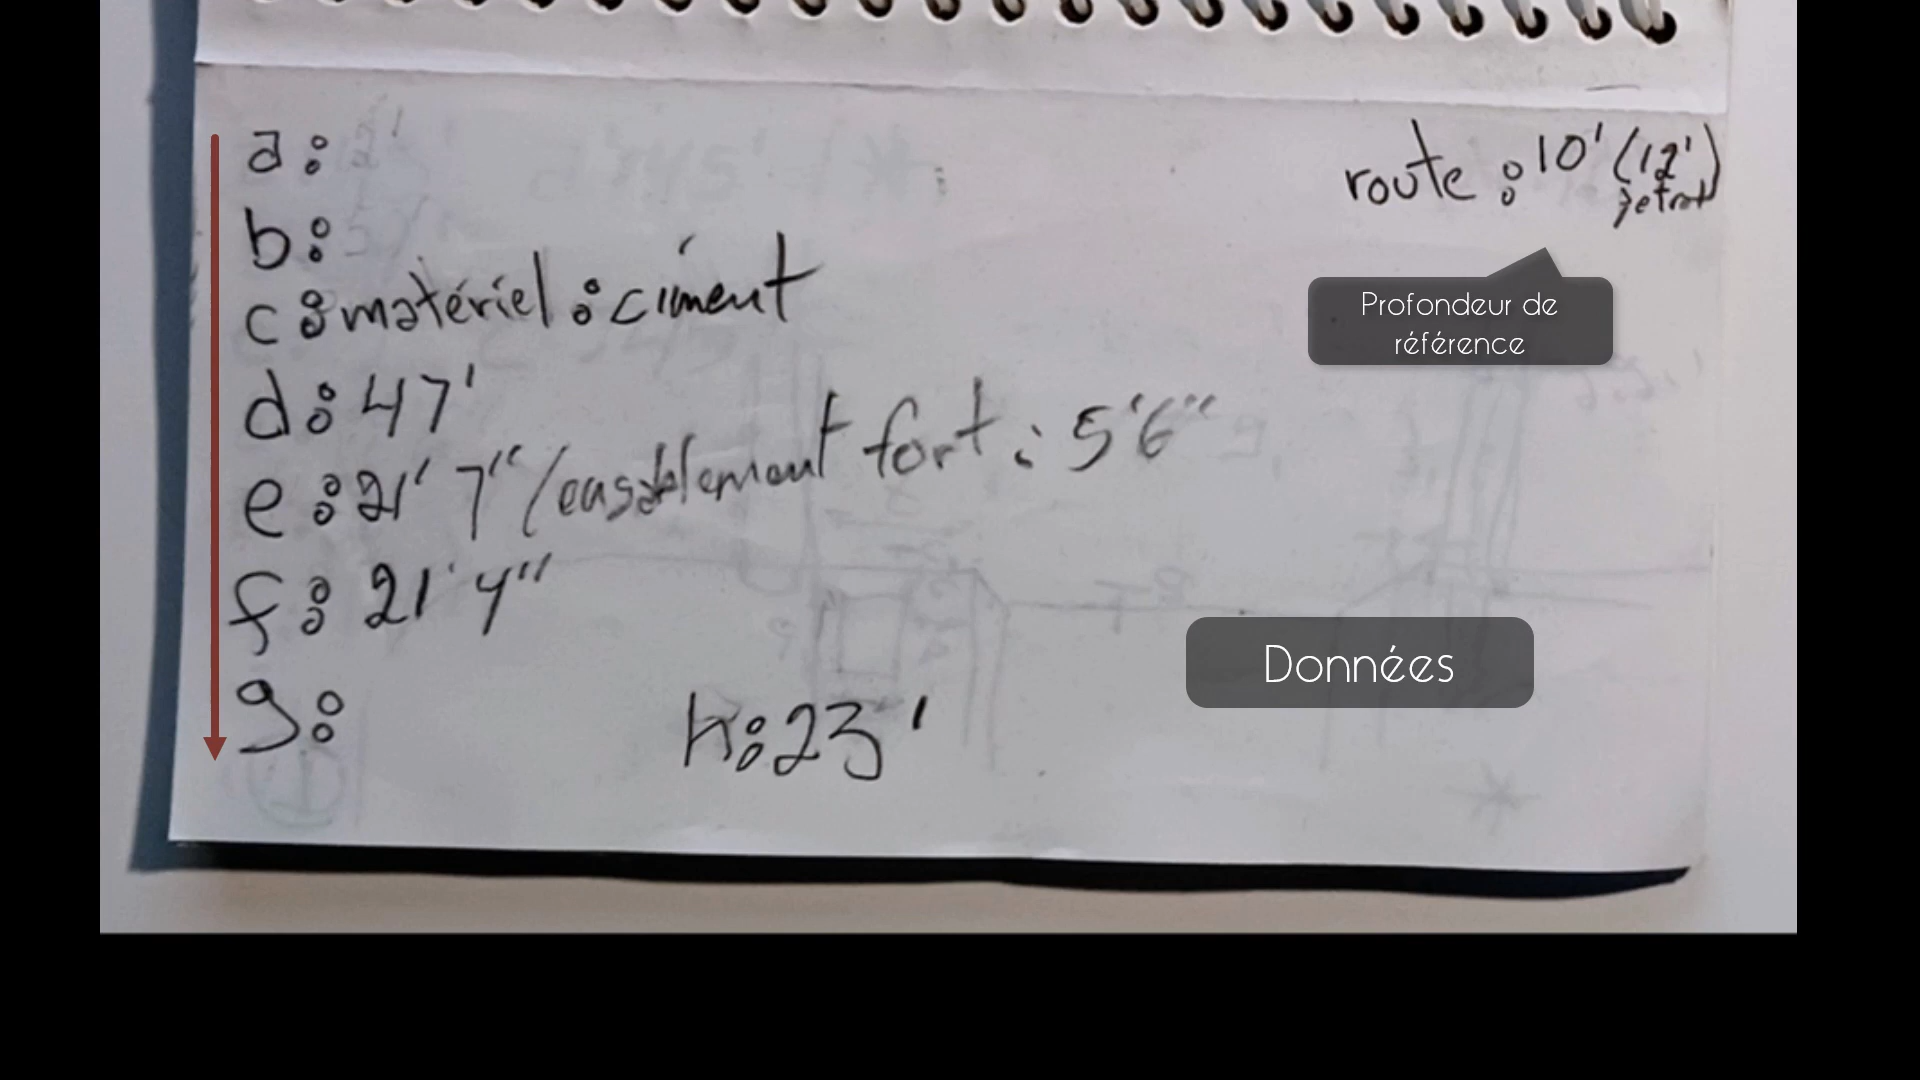 a:
route : 10' (12')
b:
c : matériel : ciment
Profondeur de
référence
d : 47'
e : 21' 7" / ensablement fort : 5'6"
f : 21' 4"
Données
g :
h : 23'